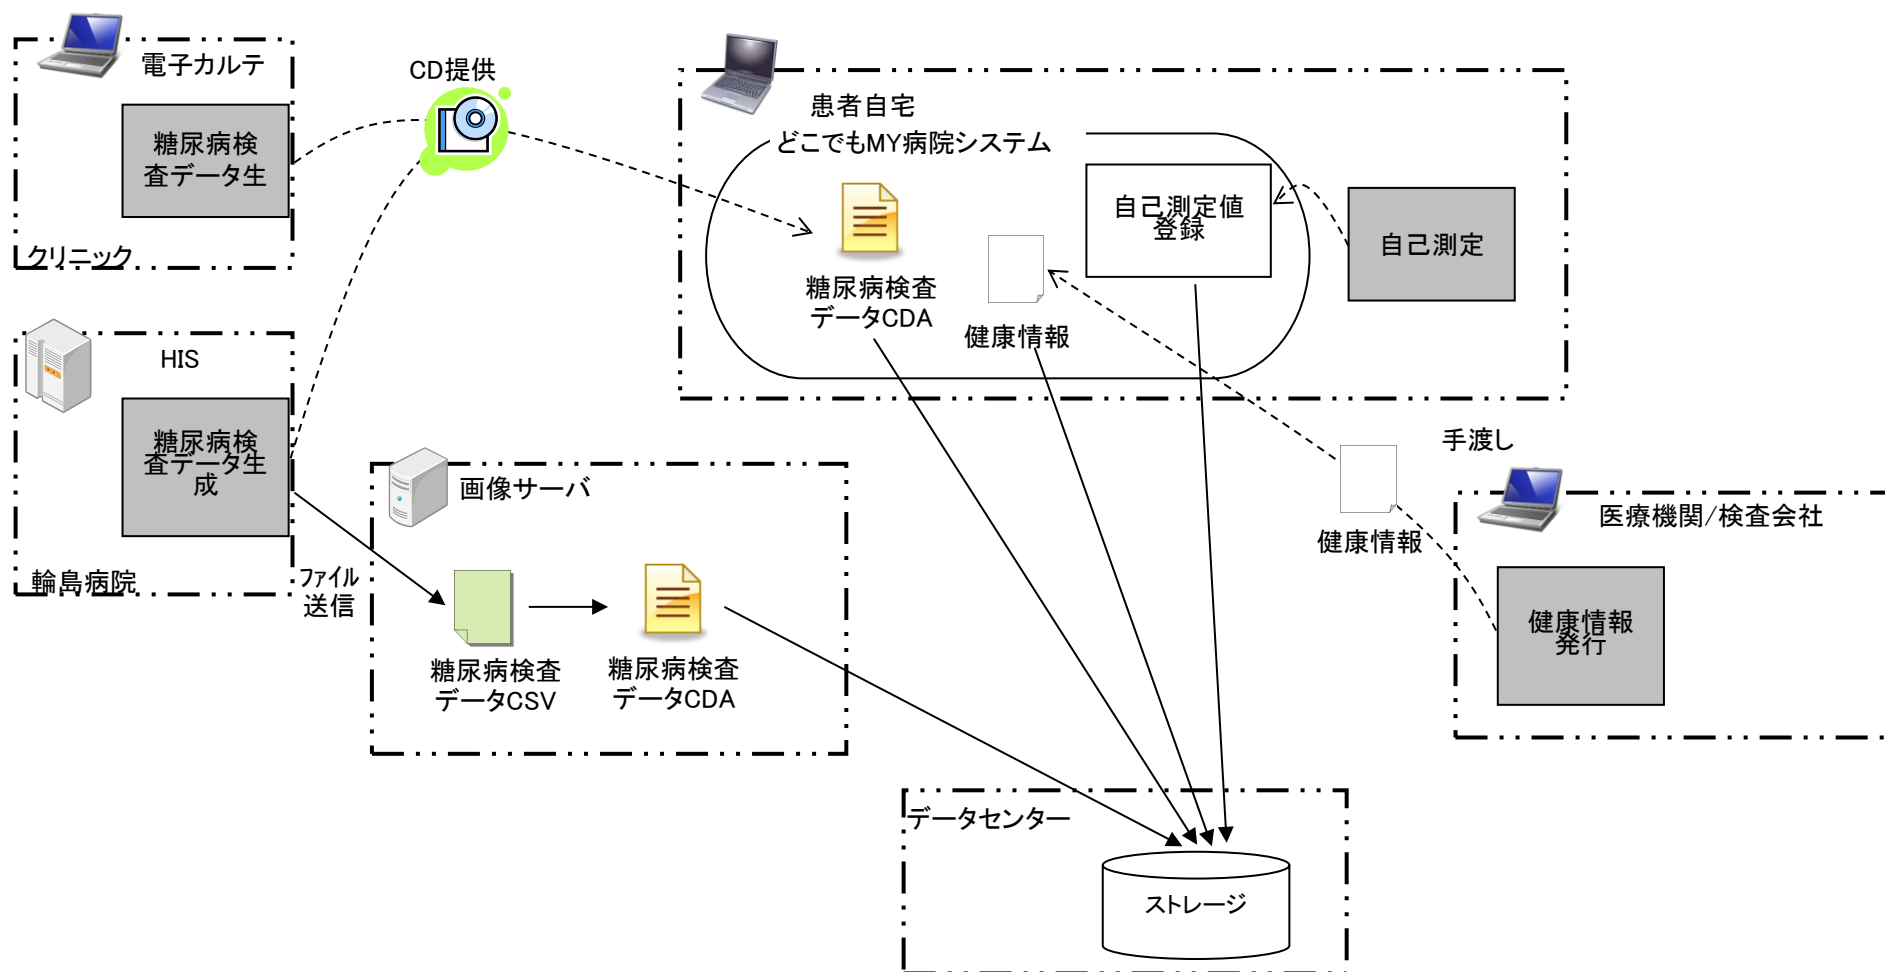 電子カルテ
糖尿病検
査データ生
クリニック
CD提供
患者自宅
どこでもMY病院システム
自己測定値
登録
自己測定
糖尿病検査
データCDA
健康情報
HIS
糖尿病検
査データ生
成
輪島病院
ファイル
送信
画像サーバ
糖尿病検査
データCSV
糖尿病検査
データCDA
手渡し
健康情報
医療機関/検査会社
健康情報
発行
データセンター
ストレージ